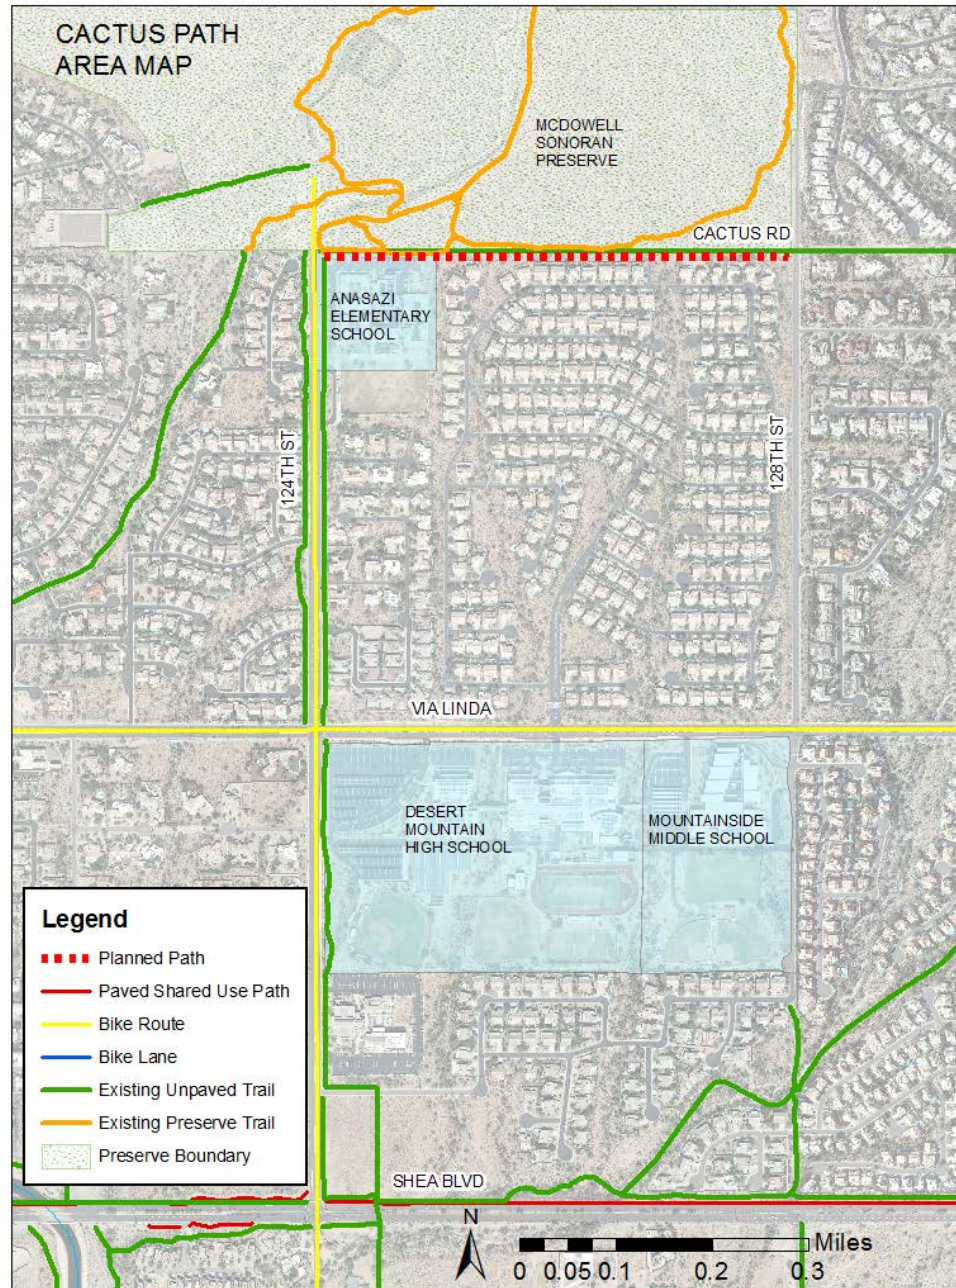 CACTUS PATH
AREA MAP
MCDOWELL
SONORAN
PRESERVE
CACTUS RD
ANASAZI
ELEMENTARY
SCHOOL
124TH ST
128TH ST
VIA LINDA
DESERT
MOUNTAIN
HIGH SCHOOL
MOUNTAINSIDE
MIDDLE SCHOOL
Legend
Planned Path
Paved Shared Use Path
Bike Route
Bike Lane
Existing Unpaved Trail
Existing Preserve Trail
Preserve Boundary
SHEA BLVD
N
Miles
0 0.05 0.1 0.2 0.3